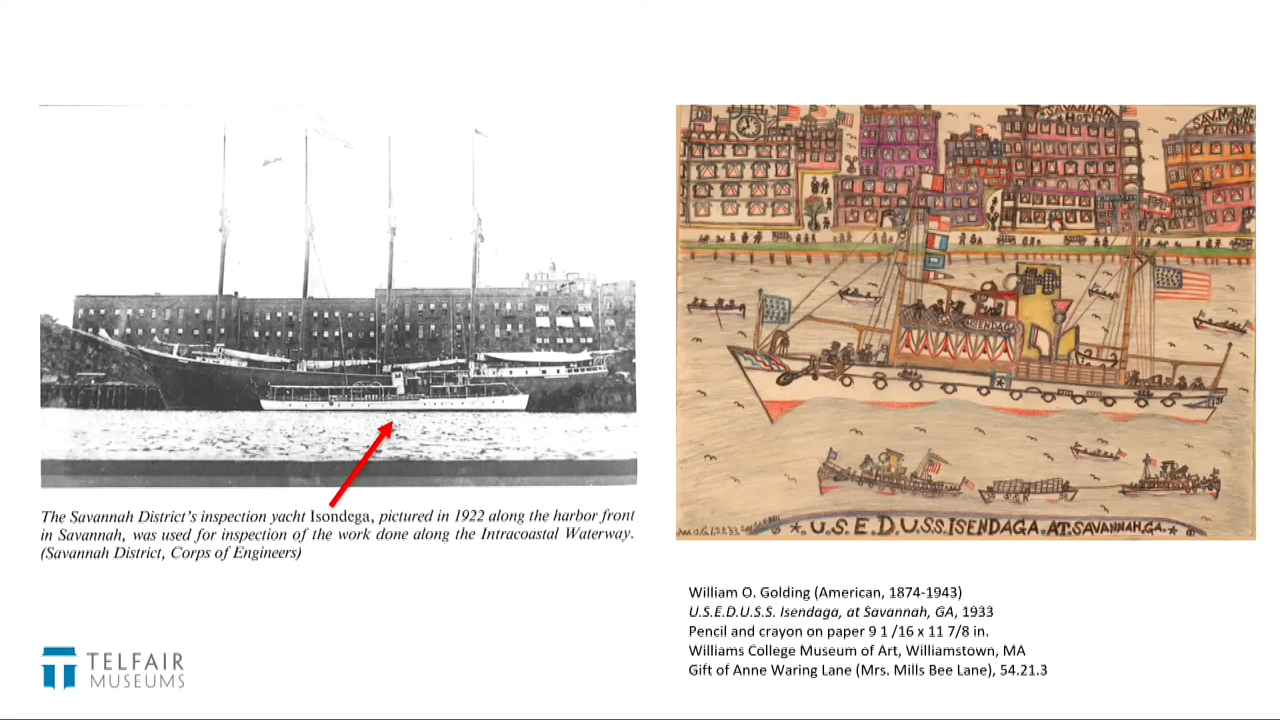 The Savannah District's inspection yacht Isondega, pictured in 1922 along the harbor front
in Savannah, was used for inspection of the work done along the Intracoastal Waterway.
(Savannah District, Corps of Engineers)
TELFAIR
MUSEUMS
SAVANNAH
HOTEL
ISENDAGA
131
S & K
★.U.S.E.D.U.S.S.ISENDAGA.AT.SAVANNAH.GA.★
William O. Golding (American, 1874-1943)
U.S.E.D.U.S.S. Isendaga, at Savannah, GA, 1933
Pencil and crayon on paper 9 1 /16 x 11 7/8 in.
Williams College Museum of Art, Williamstown, MA
Gift of Anne Waring Lane (Mrs. Mills Bee Lane), 54.21.3